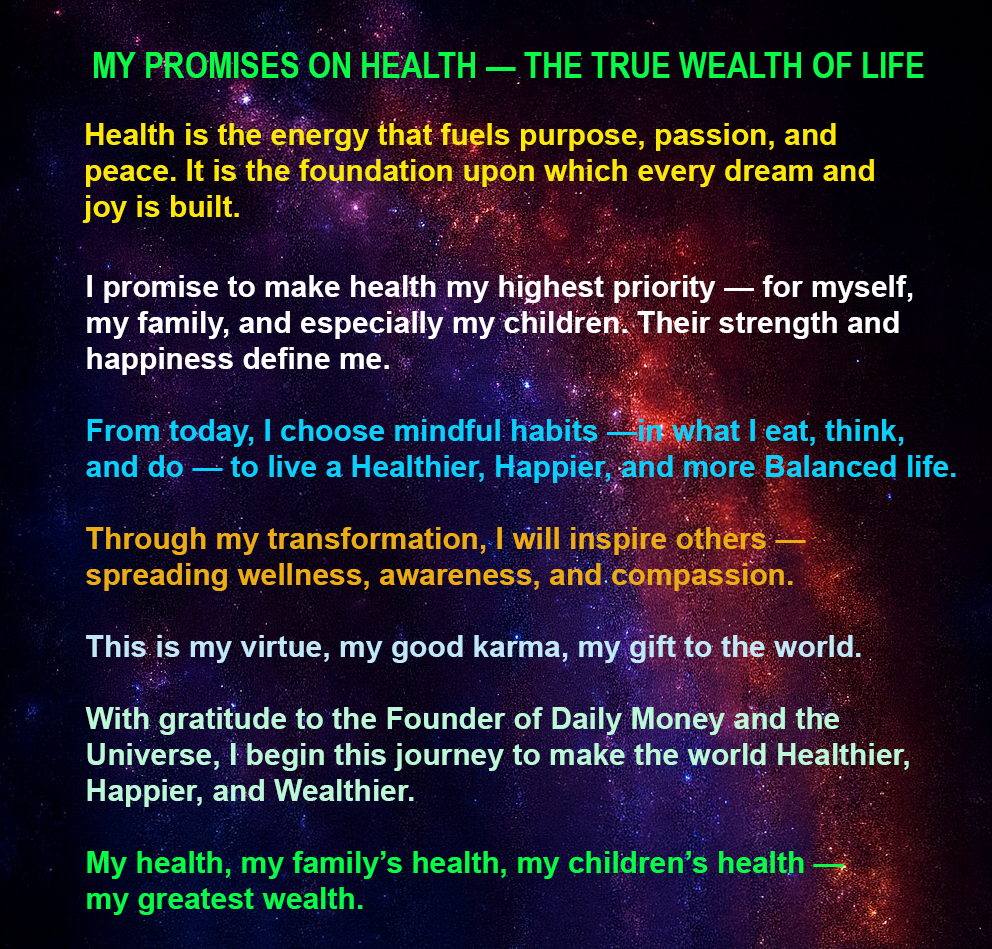 MY PROMISES ON HEALTH — THE TRUE WEALTH OF LIFE
Health is the energy that fuels purpose, passion, and
peace. It is the foundation upon which every dream and
joy is built.
I promise to make health my highest priority — for myself,
my family, and especially my children. Their strength and
happiness define me.
From today, I choose mindful habits —in what I eat, think,
and do — to live a Healthier, Happier, and more Balanced life.
Through my transformation, I will inspire others —
spreading wellness, awareness, and compassion.
This is my virtue, my good karma, my gift to the world.
With gratitude to the Founder of Daily Money and the
Universe, I begin this journey to make the world Healthier,
Happier, and Wealthier.
My health, my family’s health, my children’s health —
my greatest wealth.